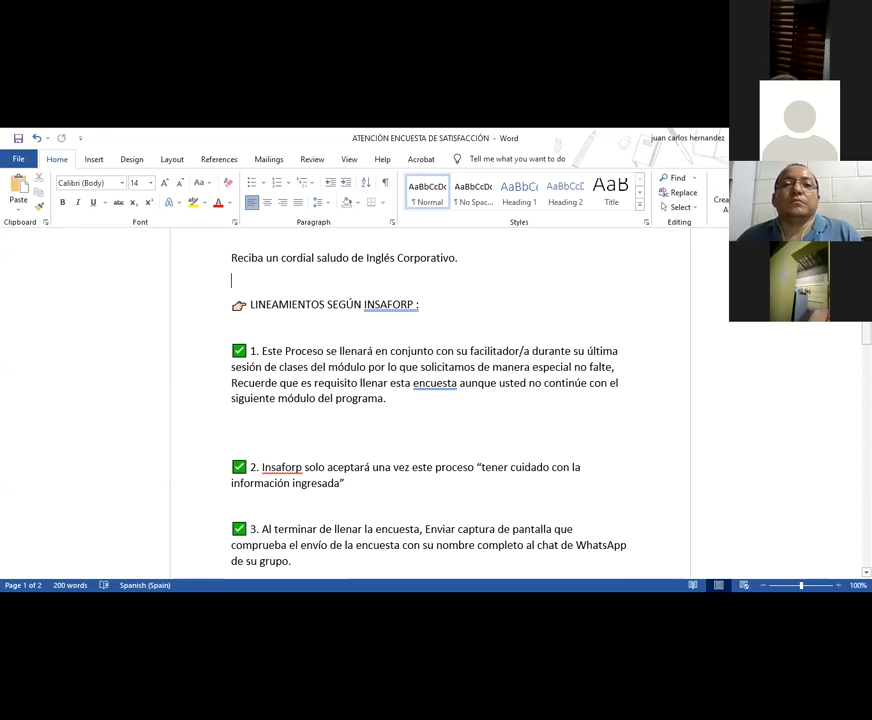 ATENCIÓN ENCUESTA DE SATISFACCIÓN - Word
juan carlos hernandez
File Home Insert Design Layout References Mailings Review View Help Acrobat Tell me what you want to do
Paste
Clipboard
Calibri (Body) 14
Font
Paragraph
AaBbCcDc AaBbCcDc AaBbCc AaBbCcD AaB
¶ Normal ¶ No Spac... Heading 1 Heading 2 Title
Styles
Find
Replace
Select
Editing
Crea
A
Reciba un cordial saludo de Inglés Corporativo.
LINEAMIENTOS SEGÚN INSAFORP :
1. Este Proceso se llenará en conjunto con su facilitador/a durante su última
sesión de clases del módulo por lo que solicitamos de manera especial no falte,
Recuerde que es requisito llenar esta encuesta aunque usted no continúe con el
siguiente módulo del programa.
2. Insaforp solo aceptará una vez este proceso “tener cuidado con la
información ingresada”
3. Al terminar de llenar la encuesta, Enviar captura de pantalla que
comprueba el envío de la encuesta con su nombre completo al chat de WhatsApp
de su grupo.
Page 1 of 2 200 words Spanish (Spain) 100%